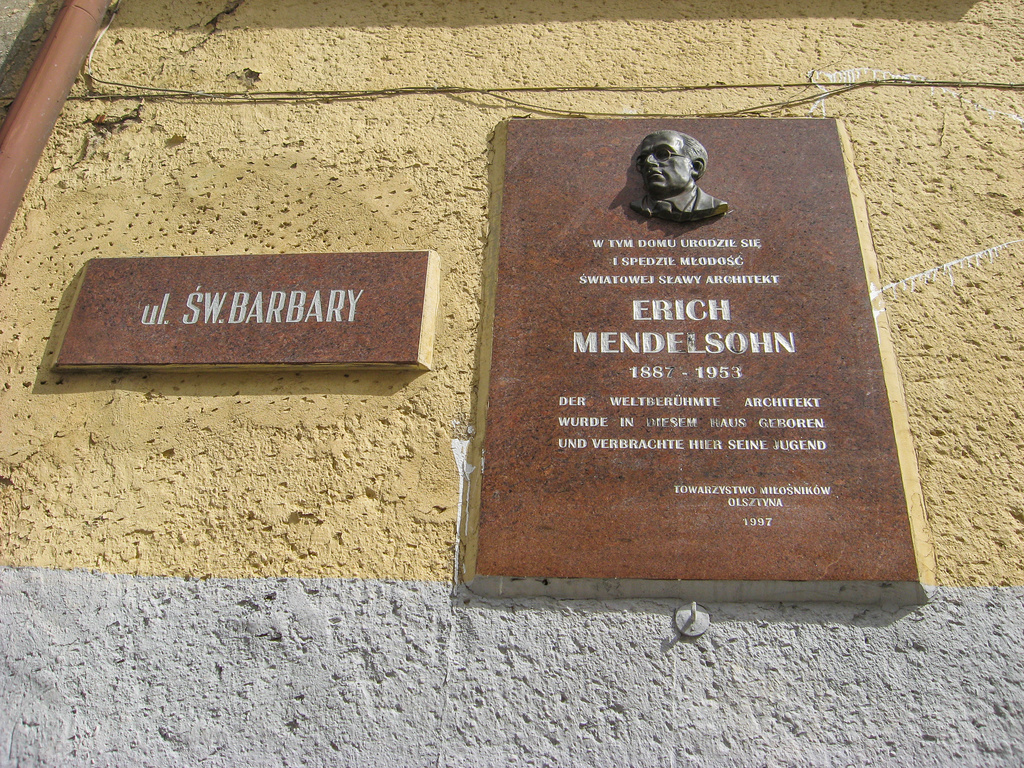 ul. ŚW. BARBARY
W TYM DOMU URODZIŁ SIĘ
I SPĘDZIŁ MŁODOŚĆ
ŚWIATOWEJ SŁAWY ARCHITEKT
ERICH
MENDELSOHN
1887 - 1953
DER WELTBERÜHMTE ARCHITEKT
WURDE IN DIESEM HAUS GEBOREN
UND VERBRACHTE HIER SEINE JUGEND
TOWARZYSTWO MIŁOŚNIKÓW
OLSZTYNA
1997